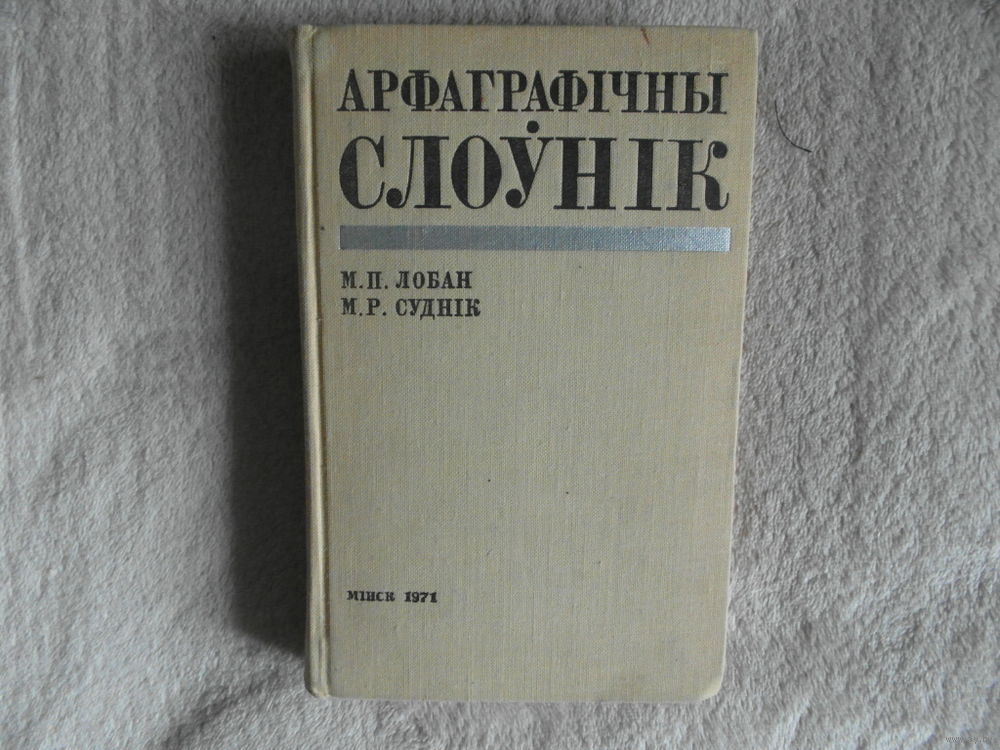 АРФАГРАФІЧНЫ
СЛОЎНІК
М.П. ЛОБАН
М.Р. СУДНІК
МІНСК 1971